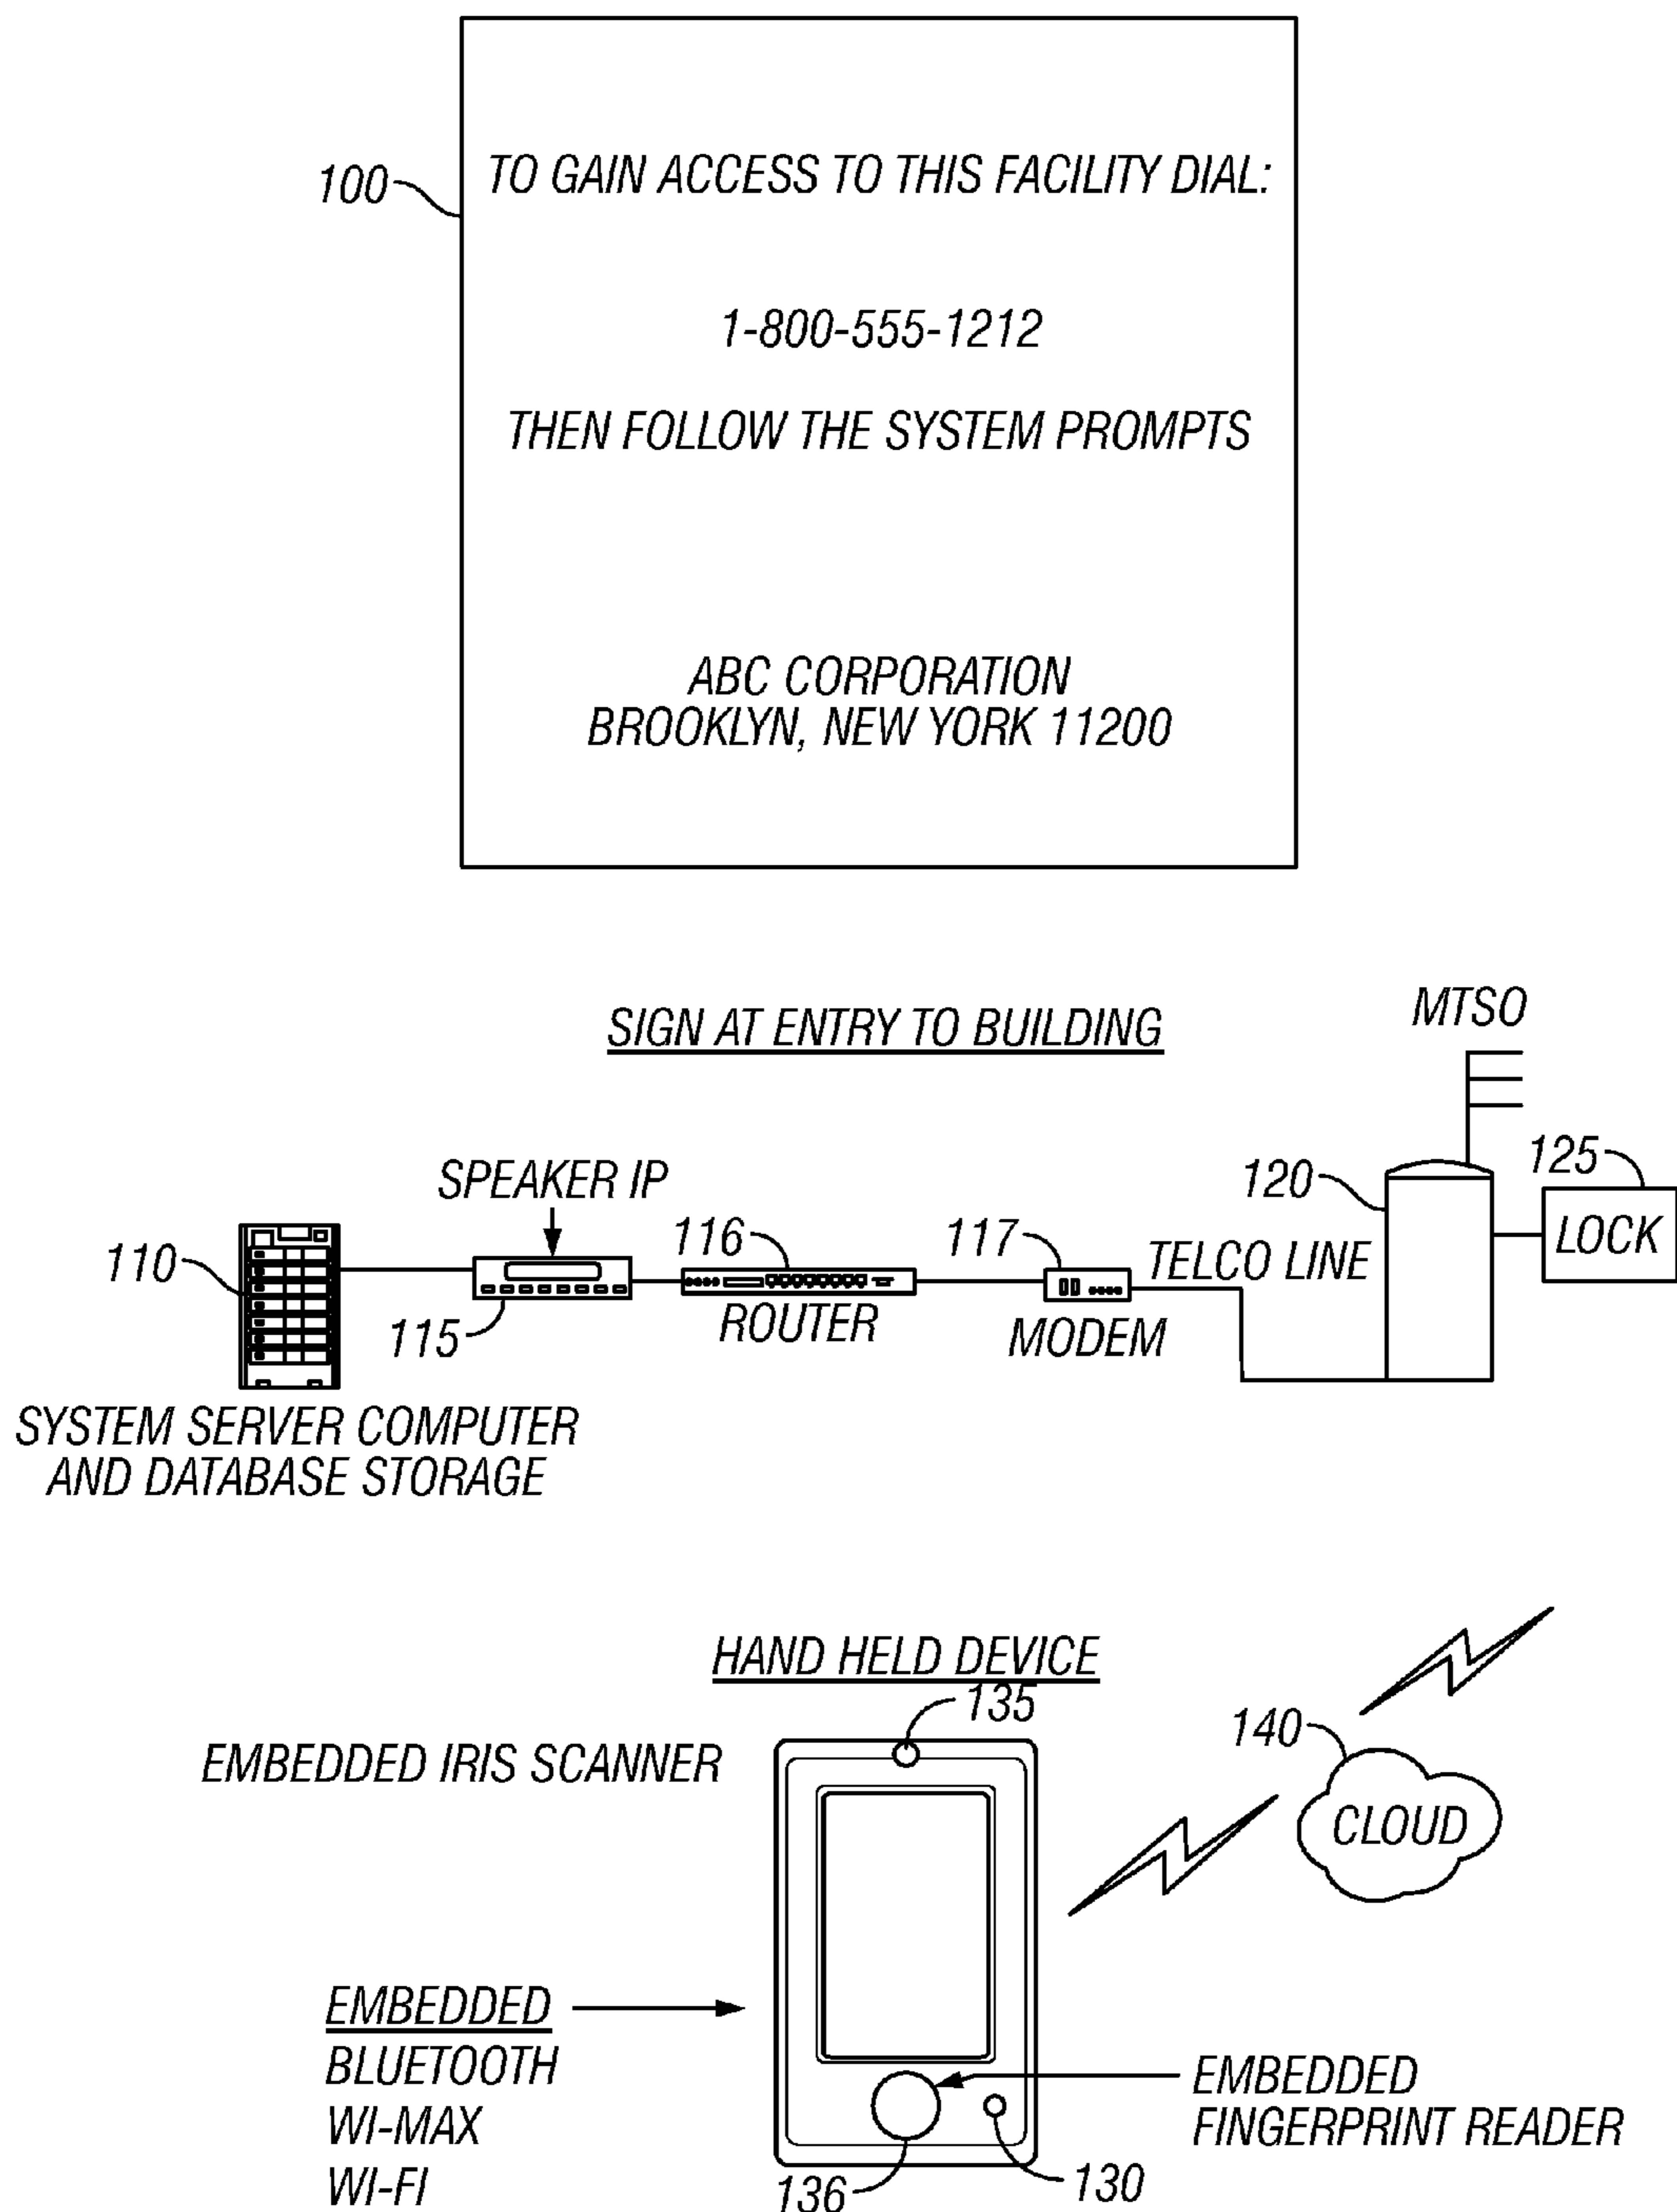 100
TO GAIN ACCESS TO THIS FACILITY DIAL:
1-800-555-1212
THEN FOLLOW THE SYSTEM PROMPTS
ABC CORPORATION
BROOKLYN, NEW YORK 11200
SIGN AT ENTRY TO BUILDING
MTSO
SPEAKER IP
110
115
116
ROUTER
117
MODEM
TELCO LINE
120
125
LOCK
SYSTEM SERVER COMPUTER
AND DATABASE STORAGE
HAND HELD DEVICE
135
EMBEDDED IRIS SCANNER
140
CLOUD
EMBEDDED
BLUETOOTH
WI-MAX
WI-FI
EMBEDDED
FINGERPRINT READER
136
130